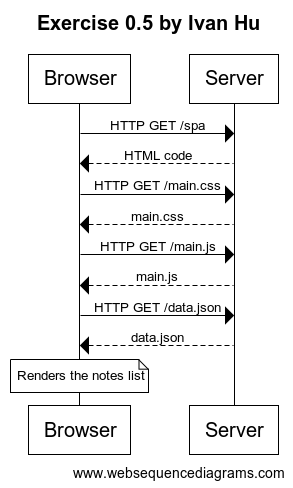 Exercise 0.5 by Ivan Hu
Browser Server
HTTP GET /spa
HTML code
HTTP GET /main.css
main.css
HTTP GET /main.js
main.js
HTTP GET /data.json
data.json
Renders the notes list
Browser Server
www.websequencediagrams.com